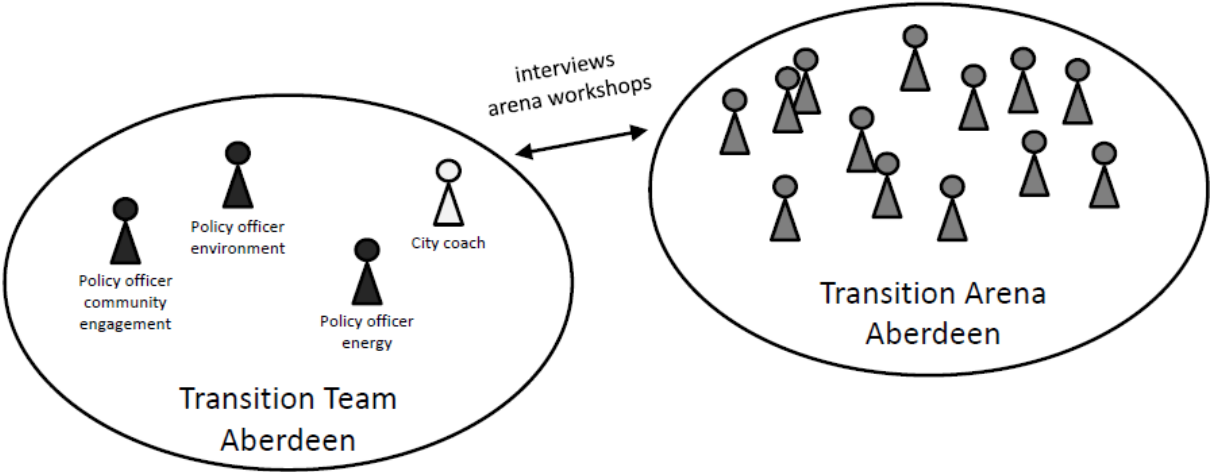 interviews
arena workshops
Policy officer
environment
City coach
Policy officer
community
engagement
Policy officer
energy
Transition Team
Aberdeen
Transition Arena
Aberdeen